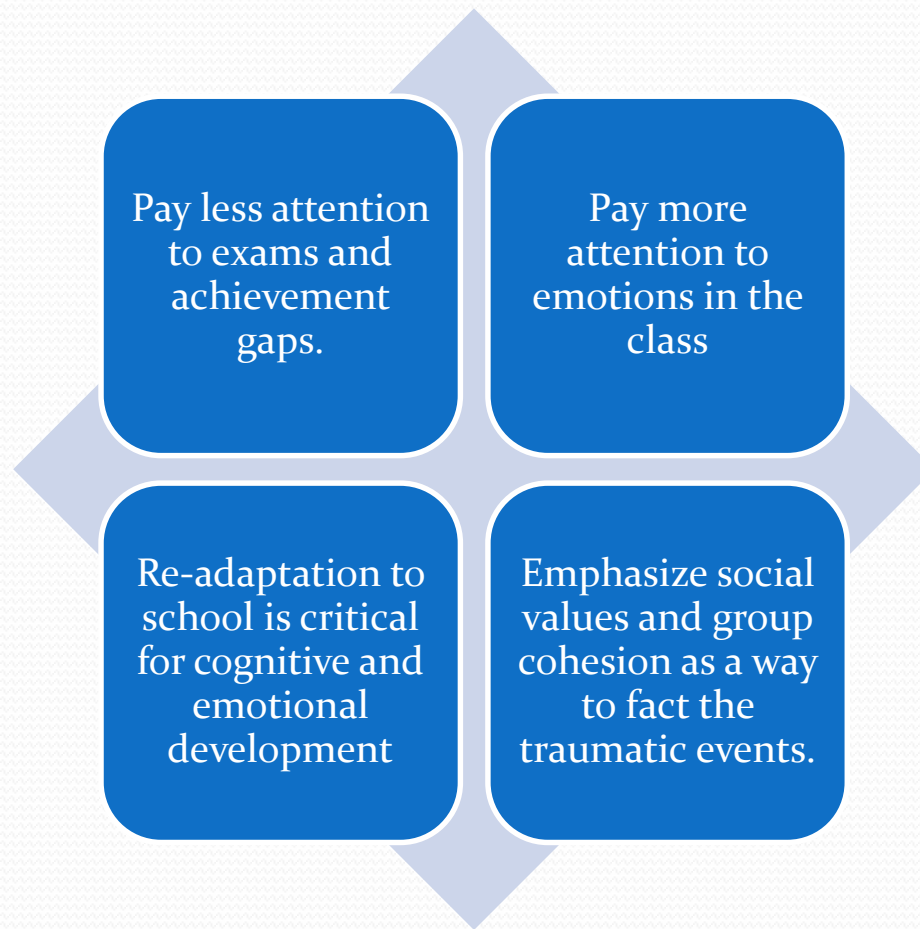 Pay less attention
to exams and
achievement
gaps.
Pay more
attention to
emotions in the
class
Re-adaptation to
school is critical
for cognitive and
emotional
development
Emphasize social
values and group
cohesion as a way
to fact the
traumatic events.